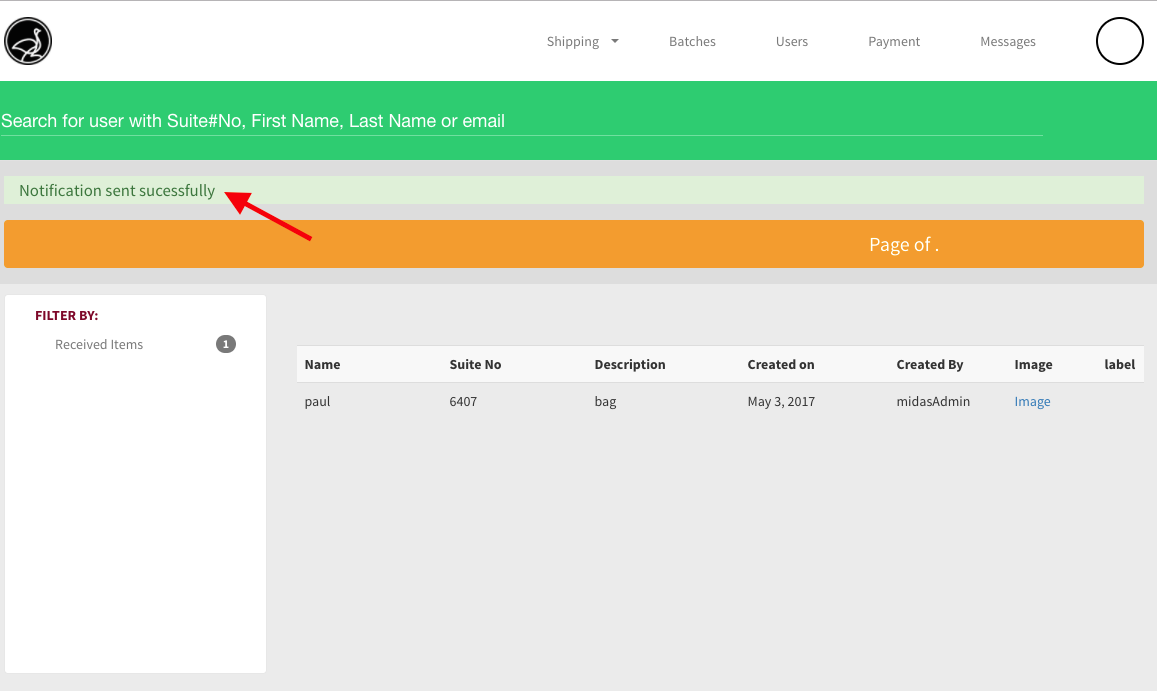 Shipping Batches Users Payment Messages
Search for user with Suite#No, First Name, Last Name or email
Notification sent sucessfully
Page of .
FILTER BY:
Received Items 1
Name Suite No Description Created on Created By Image label
paul 6407 bag May 3, 2017 midasAdmin Image